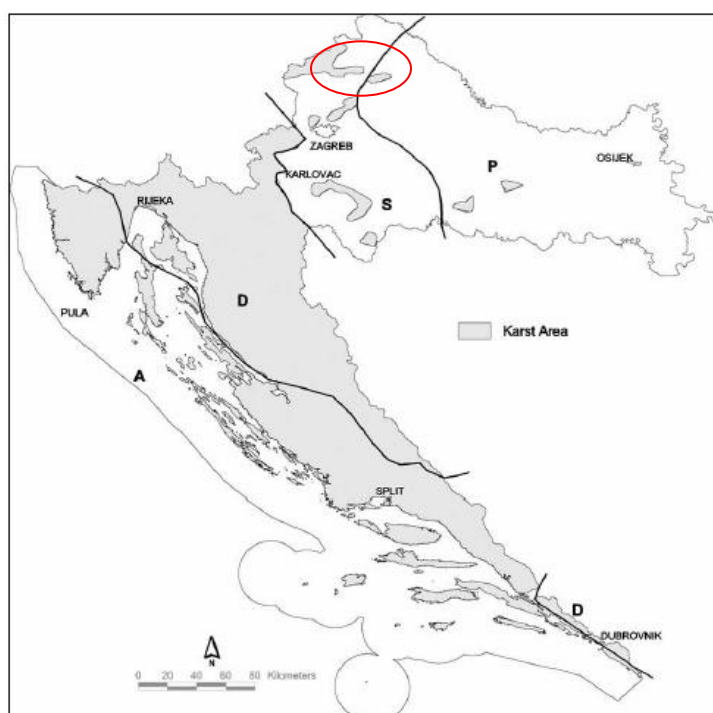 ZAGREB
OSIJEK
P
KARLOVAC
S
RIJEKA
D
PULA
Karst Area
A
SPLIT
D
DUBROVNIK
N
0 20 40 60 80 Kilometers